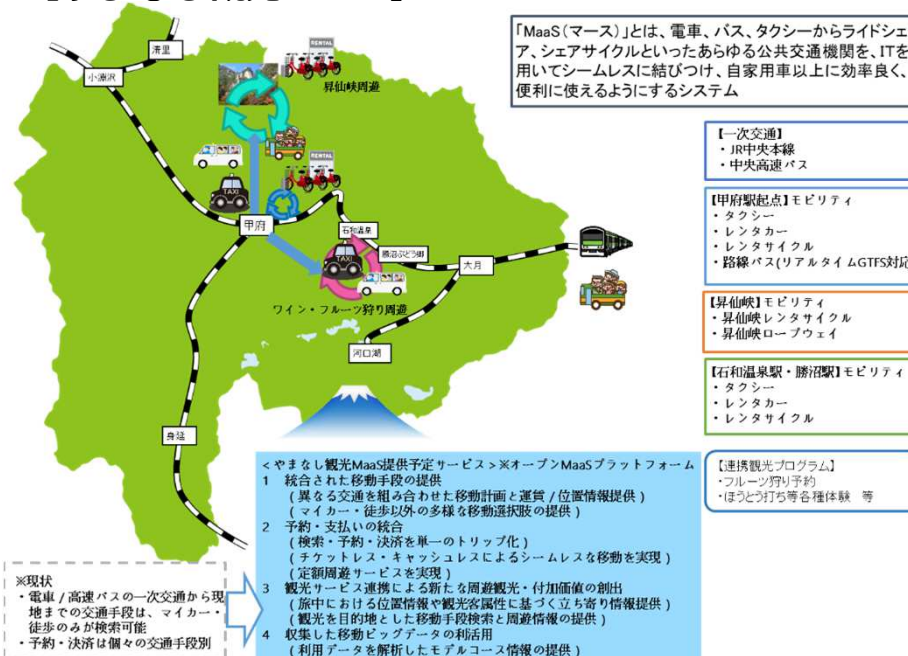 「MaaS（マース）」とは、電車、バス、タクシーからライドシェ
ア、シェアサイクルといったあらゆる公共交通機関を、ITを
用いてシームレスに結びつけ、自家用車以上に効率良く、
便利に使えるようにするシステム
清里
小淵沢
RENTAL
昇仙峡周遊
TAXI
RENTAL
甲府
石和温泉
勝沼ぶどう郷
TAXI
大月
ワイン・フルーツ狩り周遊
河口湖
身延
【一次交通】
・JR中央本線
・中央高速バス
【甲府駅起点】モビリティ
・タクシー
・レンタカー
・レンタサイクル
・路線バス(リアルタイムGTFS対応
【昇仙峡】モビリティ
・昇仙峡レンタサイクル
・昇仙峡ロープウェイ
【石和温泉駅・勝沼駅】モビリティ
・タクシー
・レンタカー
・レンタサイクル
【連携観光プログラム】
・フルーツ狩り予約
・ほうとう打ち等各種体験 等
<やまなし観光MaaS提供予定サービス>※オープンMaaSプラットフォーム
1 統合された移動手段の提供
(異なる交通を組み合わせた移動計画と運賃/位置情報提供)
(マイカー・徒歩以外の多様な移動選択肢の提供)
2 予約・支払いの統合
(検索・予約・決済を単一のトリップ化)
(チケットレス・キャッシュレスによるシームレスな移動を実現)
(定額周遊サービスを実現)
3 観光サービス連携による新たな周遊観光・付加価値の創出
(旅中における位置情報や観光客属性に基づく立ち寄り情報提供)
(観光を目的地とした移動手段検索と周遊情報の提供)
4 収集した移動ビッグデータの利活用
(利用データを解析したモデルコース情報の提供)
※現状
・電車/高速バスの一次交通から現
地までの交通手段は、マイカー・
徒歩のみが検索可能
・予約・決済は個々の交通手段別